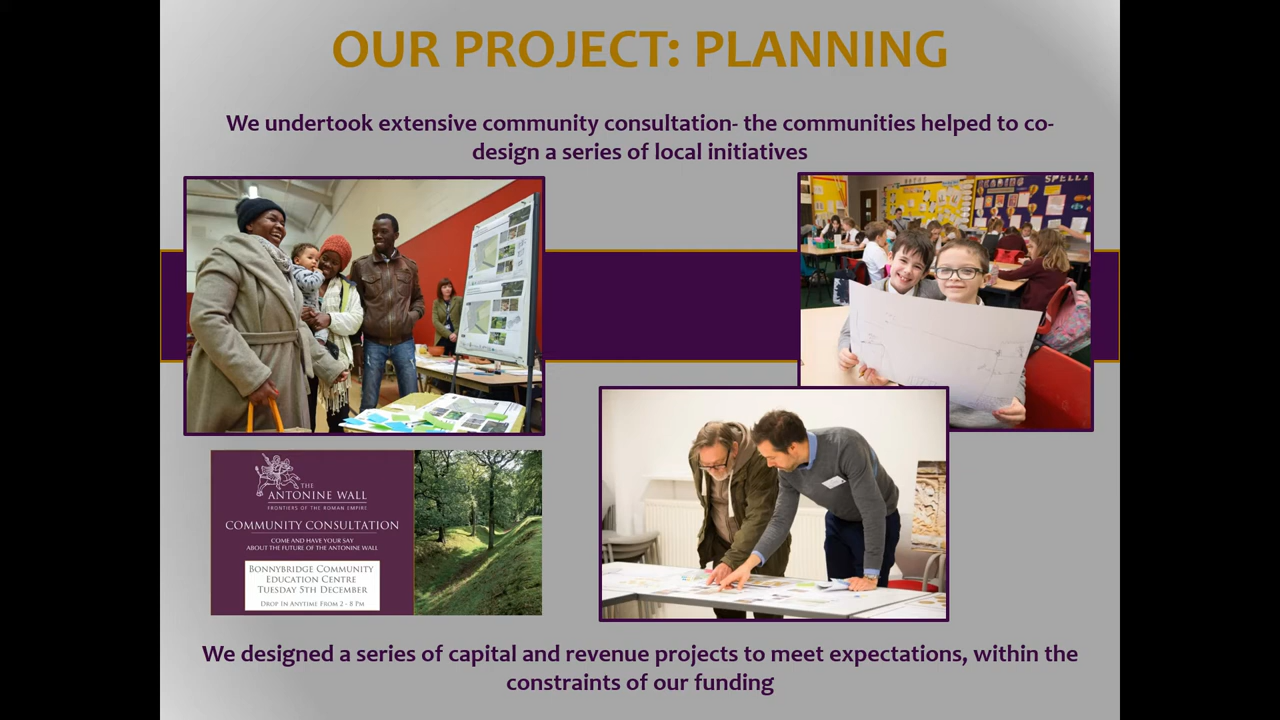 OUR PROJECT: PLANNING
We undertook extensive community consultation- the communities helped to co-
design a series of local initiatives
SPELLI
THE
ANTONINE WALL
FRONTIERS OF THE ROMAN EMPIRE
COMMUNITY CONSULTATION
COME AND HAVE YOUR SAY
ABOUT THE FUTURE OF THE ANTONINE WALL
BONNYBRIDGE COMMUNITY
EDUCATION CENTRE
TUESDAY 5TH DECEMBER
DROP IN ANYTIME FROM 2 - 8 PM
We designed a series of capital and revenue projects to meet expectations, within the
constraints of our funding